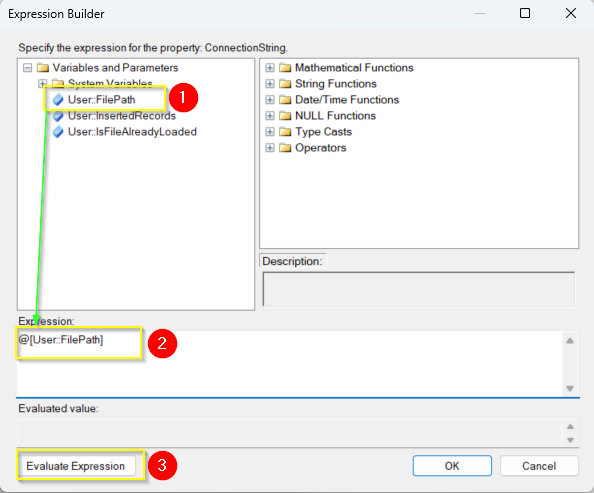 Expression Builder
Specify the expression for the property: ConnectionString.
Variables and Parameters
System Variables
User::FilePath
1
User::InsertedRecords
User::IsFileAlreadyLoaded
Mathematical Functions
String Functions
Date/Time Functions
NULL Functions
Type Casts
Operators
Description:
Expression:
@[User::FilePath]
2
Evaluated value:
Evaluate Expression
3
OK
Cancel